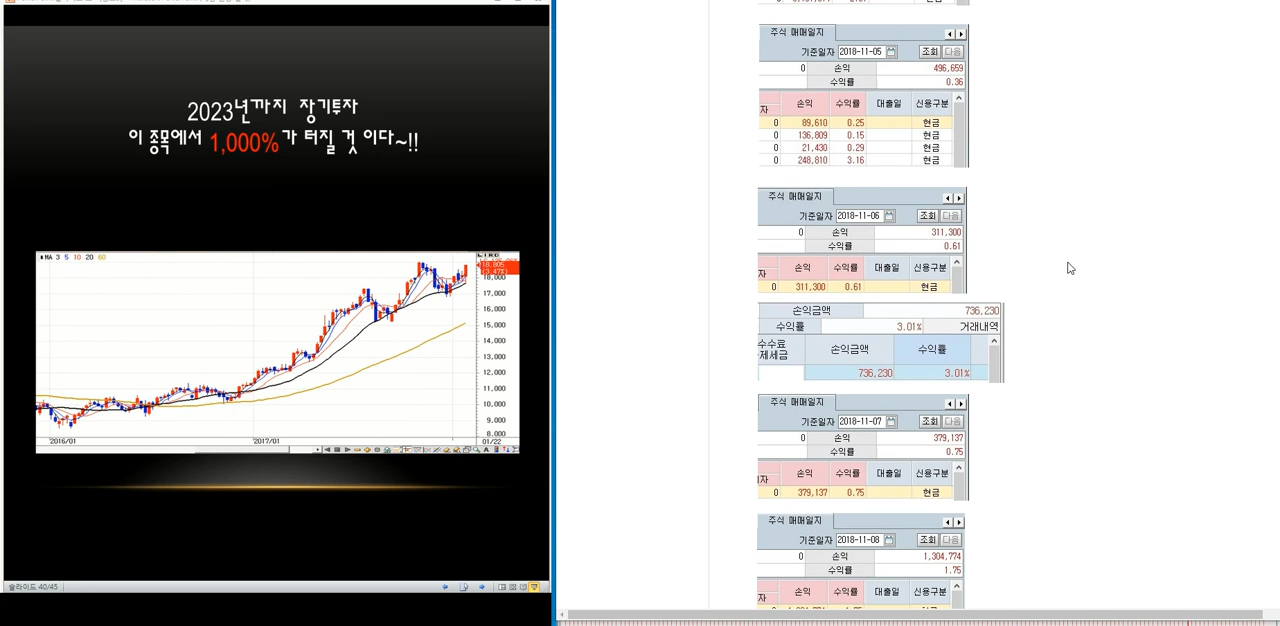 2023년까지 장기투자
이 종목에서 1,000%가 터질 것 이다~!!
MA 3 5 10 20 60
18,805
(3.47%)
18,000
17,000
16,000
15,000
14,000
13,000
12,000
11,000
10,000
9,000
8,000
2016/01
2017/01
01/22
슬라이드 40/45
주식 매매일지
기준일자 2018-11-05 조회 다음
0 손익 496,659
수익률 0.36
자 손익 수익률 대출일 신용구분
0 89,610 0.25 현금
0 136,809 0.15 현금
0 21,430 0.29 현금
0 248,810 3.16 현금
주식 매매일지
기준일자 2018-11-06 조회 다음
0 손익 311,300
수익률 0.61
자 손익 수익률 대출일 신용구분
0 311,300 0.61 현금
손익금액 736,230
수익률 3.01% 거래내역
수수료 손익금액 수익률
제세금
736,230 3.01%
주식 매매일지
기준일자 2018-11-07 조회 다음
0 손익 379,137
수익률 0.75
자 손익 수익률 대출일 신용구분
0 379,137 0.75 현금
주식 매매일지
기준일자 2018-11-08 조회 다음
0 손익 1,304,774
수익률 1.75
자 손익 수익률 대출일 신용구분